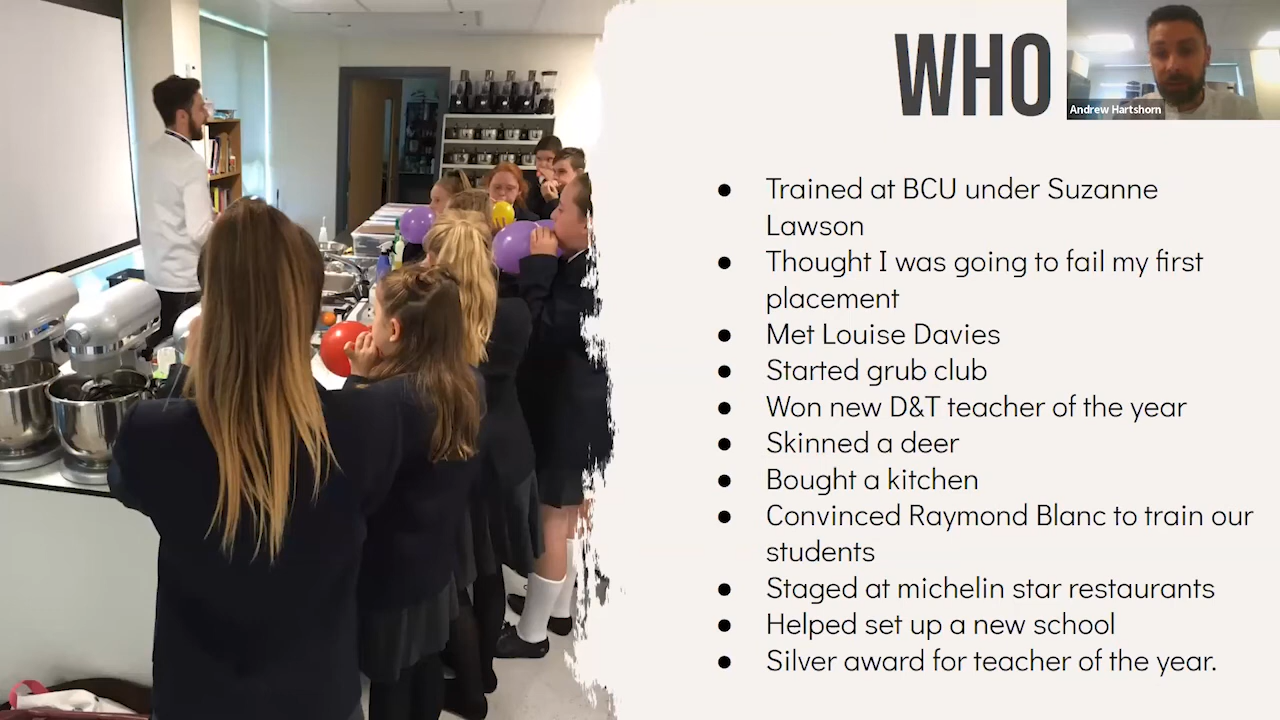 WHO
Andrew Hartshorn
● Trained at BCU under Suzanne
Lawson
● Thought I was going to fail my first
placement
● Met Louise Davies
● Started grub club
● Won new D&T teacher of the year
● Skinned a deer
● Bought a kitchen
● Convinced Raymond Blanc to train our
students
● Staged at michelin star restaurants
● Helped set up a new school
● Silver award for teacher of the year.